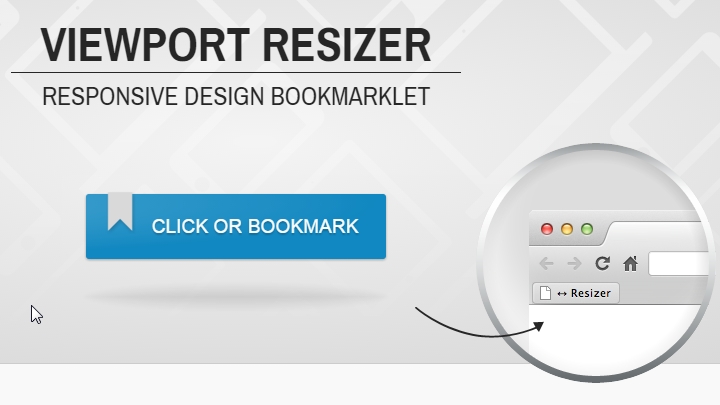 VIEWPORT RESIZER
RESPONSIVE DESIGN BOOKMARKLET
CLICK OR BOOKMARK
↔ Resizer